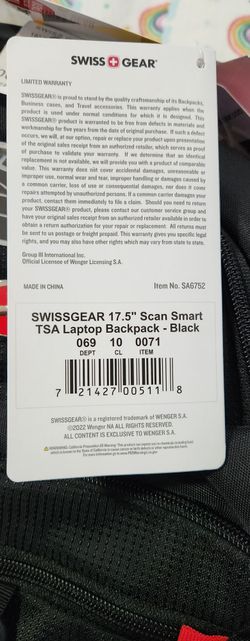 SWISS GEAR®
LIMITED WARRANTY
SWISSGEAR® is proud to stand by the quality craftsmanship of its Backpacks,
Business cases, and Travel accessories. This warranty applies when the
product is used under normal conditions for which it is designed. This
SWISSGEAR® product is warranted to be free from defects in materials and
workmanship for five years from the date of original purchase. If such a defect
occurs, we will, at our option, repair or replace your product upon presentation
of the original sales receipt from an authorized retailer, which serves as proof
of purchase to validate your warranty. If we determine that an identical
replacement is not available, we will provide you with a product of comparable
value. This warranty does not cover accidental damages, unreasonable or
improper use, normal wear and tear, improper handling or damages caused by
a common carrier, loss of use or consequential damages, nor does it cover
repairs attempted by unauthorized persons. If a common carrier damages your
product, contact them immediately to file a claim. Should you need to return
your SWISSGEAR® product, please contact our customer service group and
have your original sales receipt from an authorized retailer available in order to
obtain a return authorization for your repair or replacement. All returns must
be sent to us postage or freight prepaid. This warranty gives you specific legal
rights, and you may also have other rights which may vary from state to state.
Group III International Inc.
Official Licensee of Wenger Licensing S.A.
MADE IN CHINA
Item No. SA6752
SWISSGEAR 17.5" Scan Smart
TSA Laptop Backpack - Black
069 10 0071
DEPT CL ITEM
7 21427 00511 8
SWISSGEAR® is a registered trademark of WENGER S.A.
©2022 Wenger NA ALL RIGHTS RESERVED.
ALL CONTENT IS EXCLUSIVE TO WENGER S.A.